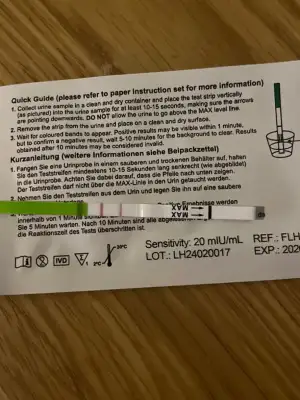 Quick Guide (please refer to paper instruction set for more information)
1. Collect urine sample in a clean and dry container and place the test strip vertically
(as pictured) into the urine sample for at least 10-15 seconds, making sure the arrows
are pointing downwards. DO NOT allow the urine to go above the MAX level line.
2. Remove the strip from the urine and place on a clean and dry surface.
3. Wait for coloured bands to appear. Positive results may be visible within 1 minute,
but to confirm a negative result, wait 5-10 minutes for the background to clear. Results
obtained after 10 minutes may be considered invalid.
Kurzanleitung (weitere Informationen siehe Beipackzettel)
1. Fangen Sie eine Urinprobe in einem sauberen und trockenen Behälter auf, halten
Sie den Teststreifen mindestens 10-15 Sekunden lang senkrecht (wie abgebildet)
in die Urinprobe. Achten Sie dabei darauf, dass die Pfeile nach unten zeigen.
Der Teststreifen darf nicht über die MAX-Linie in den Urin getaucht werden.
2. Nehmen Sie den Teststreifen aus dem Urin und legen Sie ihn auf eine saubere
MAX
MAX
Ergebnisse werden
innerhalb von 1 Minute
Sie 5 Minuten warten. Nach 10 Minuten sind alle
die Reaktionszeit des Tests überschritten ist.
IVD
2°C
30°C
Sensitivity: 20 mIU/mL
REF.: FLH
LOT.: LH24020017
EXP.: 202